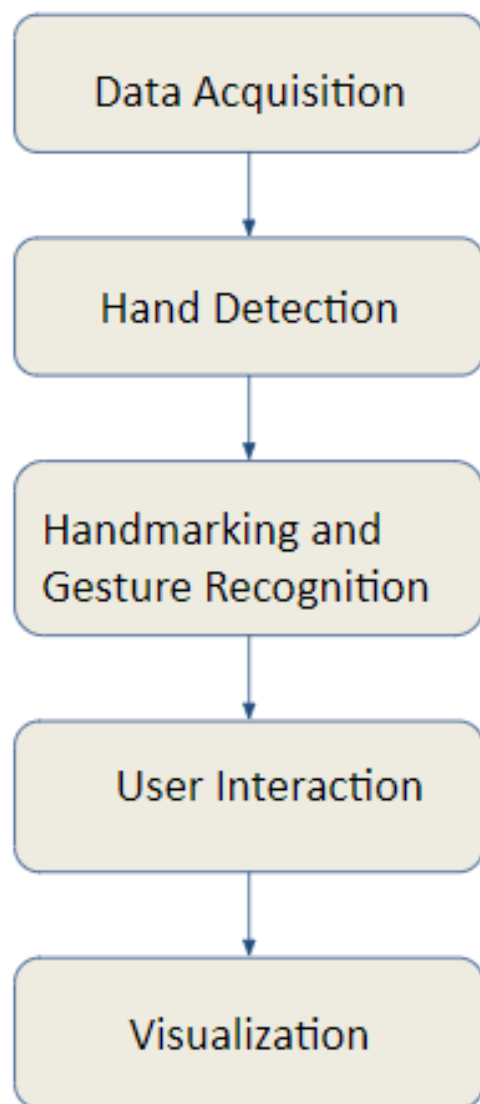 Data Acquisition
Hand Detection
Handmarking and
Gesture Recognition
User Interaction
Visualization